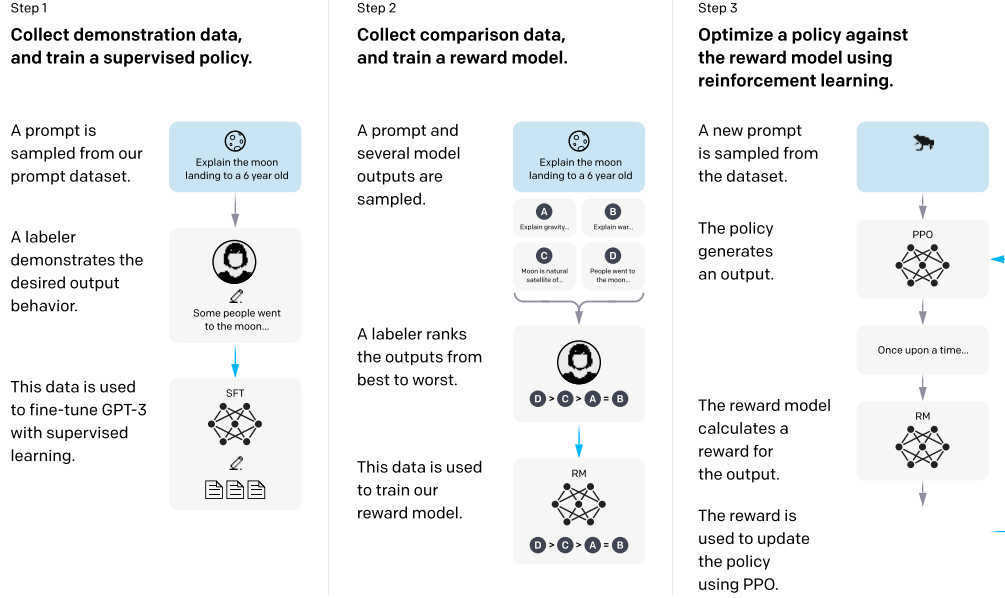 Step 1
Collect demonstration data,
and train a supervised policy.
A prompt is
sampled from our
prompt dataset.
Explain the moon
landing to a 6 year old
A labeler
demonstrates the
desired output
behavior.
Some people went
to the moon...
This data is used
to fine-tune GPT-3
with supervised
learning.
SFT
Step 2
Collect comparison data,
and train a reward model.
A prompt and
several model
outputs are
sampled.
Explain the moon
landing to a 6 year old
A
Explain gravity...
B
Explain war...
C
Moon is natural
satellite of...
D
People went to
the moon...
A labeler ranks
the outputs from
best to worst.
D > C > A = B
This data is used
to train our
reward model.
RM
D > C > A = B
Step 3
Optimize a policy against
the reward model using
reinforcement learning.
A new prompt
is sampled from
the dataset.
The policy
generates
an output.
PPO
Once upon a time...
The reward model
calculates a
reward for
the output.
RM
The reward is
used to update
the policy
using PPO.